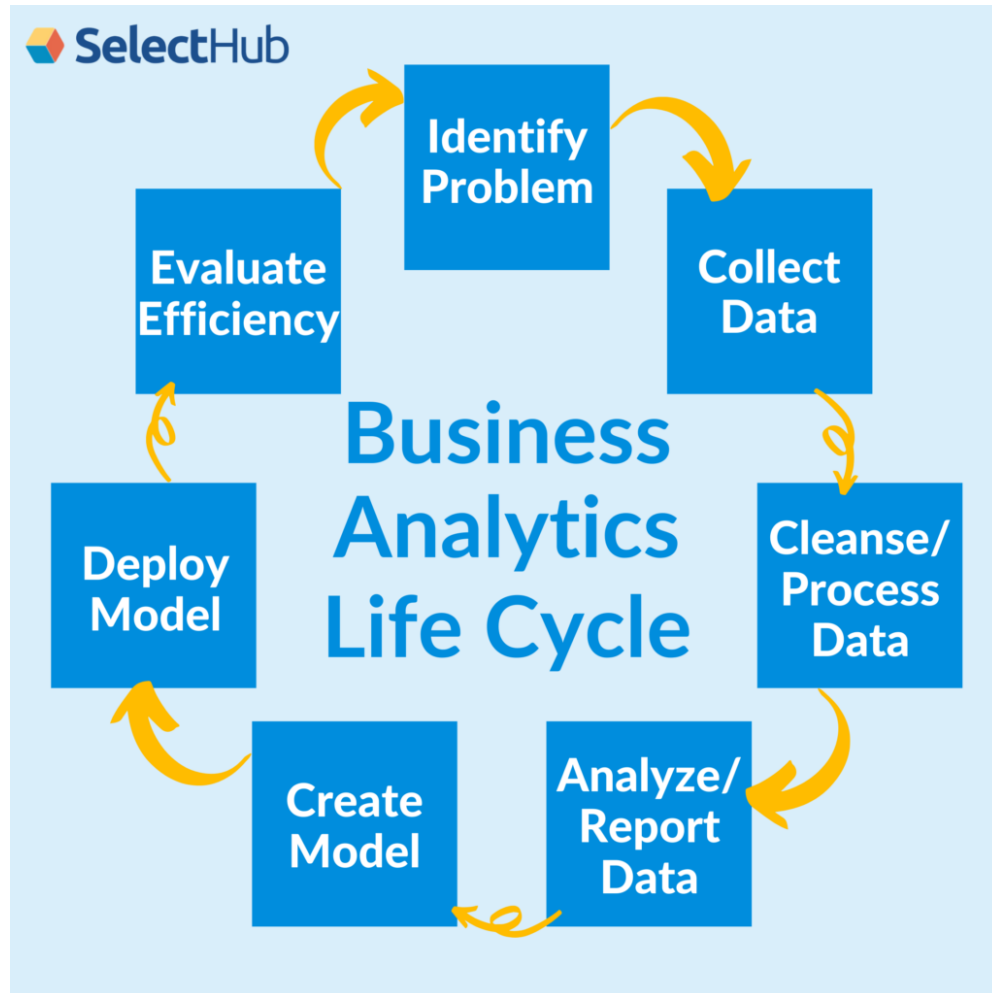 SelectHub
Identify
Problem
Collect
Data
Cleanse/
Process
Data
Analyze/
Report
Data
Create
Model
Deploy
Model
Evaluate
Efficiency
Business
Analytics
Life Cycle